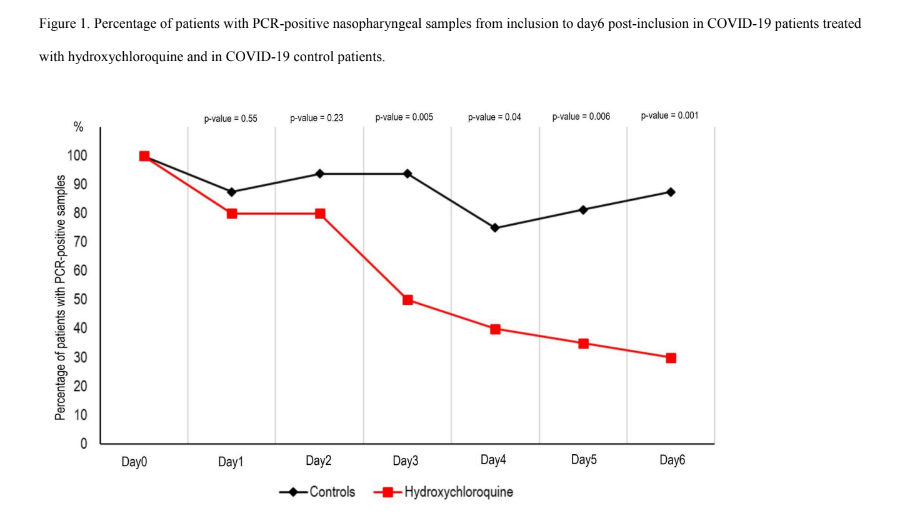 Figure 1. Percentage of patients with PCR-positive nasopharyngeal samples from inclusion to day6 post-inclusion in COVID-19 patients treated
with hydroxychloroquine and in COVID-19 control patients.
p-value = 0.55 p-value = 0.23 p-value = 0.005 p-value = 0.04 p-value = 0.006 p-value = 0.001
%
100
90
80
70
60
50
40
30
20
10
0
Percentage of patients with PCR-positive samples
Day0 Day1 Day2 Day3 Day4 Day5 Day6
Controls Hydroxychloroquine